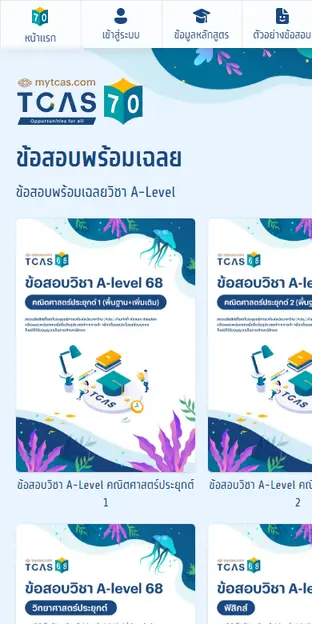 หน้าแรก
เข้าสู่ระบบ
ข้อมูลหลักสูตร
ตัวอย่างข้อสอบ
mytcas.com
TCAS 70
Opportunities for all
ข้อสอบพร้อมเฉลย
ข้อสอบพร้อมเฉลยวิชา A-Level
TCAS 68
TCAS 68
ข้อสอบวิชา A-level 68
ข้อสอบวิชา A-le
คณิตศาสตร์ประยุกต์ 1 (พื้นฐาน+เพิ่มเติม)
คณิตศาสตร์ประยุกต์ 2 (พื้น
TCAS
ข้อสอบวิชา A-Level คณิตศาสตร์ประยุกต์
1
ข้อสอบวิชา A-Level คณิ
2
TCAS 68
TCAS 68
ข้อสอบวิชา A-level 68
ข้อสอบวิชา A-le
วิทยาศาสตร์ประยุกต์
ฟิสิกส์